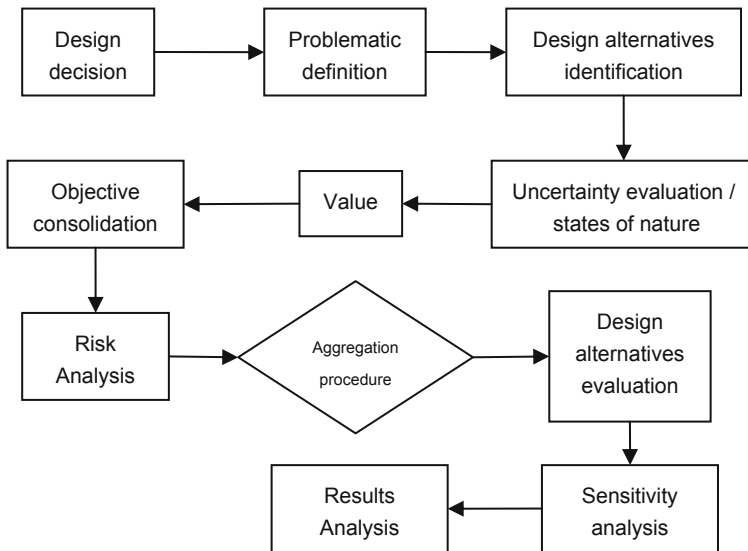 Design
decision
Problematic
definition
Design alternatives
identification
Objective
consolidation
Value
Uncertainty evaluation /
states of nature
Risk
Analysis
Aggregation
procedure
Design
alternatives
evaluation
Results
Analysis
Sensitivity
analysis